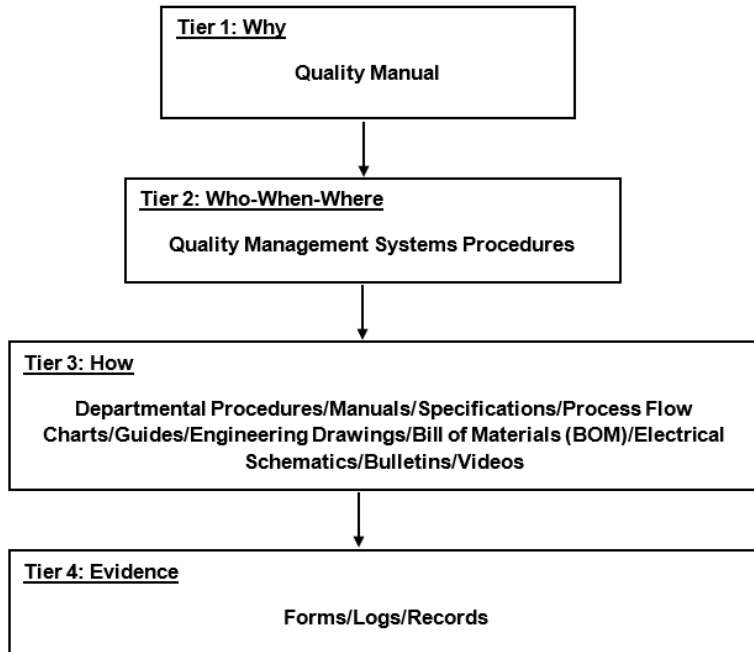 Tier 1: Why
Quality Manual
Tier 2: Who-When-Where
Quality Management Systems Procedures
Tier 3: How
Departmental Procedures/Manuals/Specifications/Process Flow
Charts/Guides/Engineering Drawings/Bill of Materials (BOM)/Electrical
Schematics/Bulletins/Videos
Tier 4: Evidence
Forms/Logs/Records